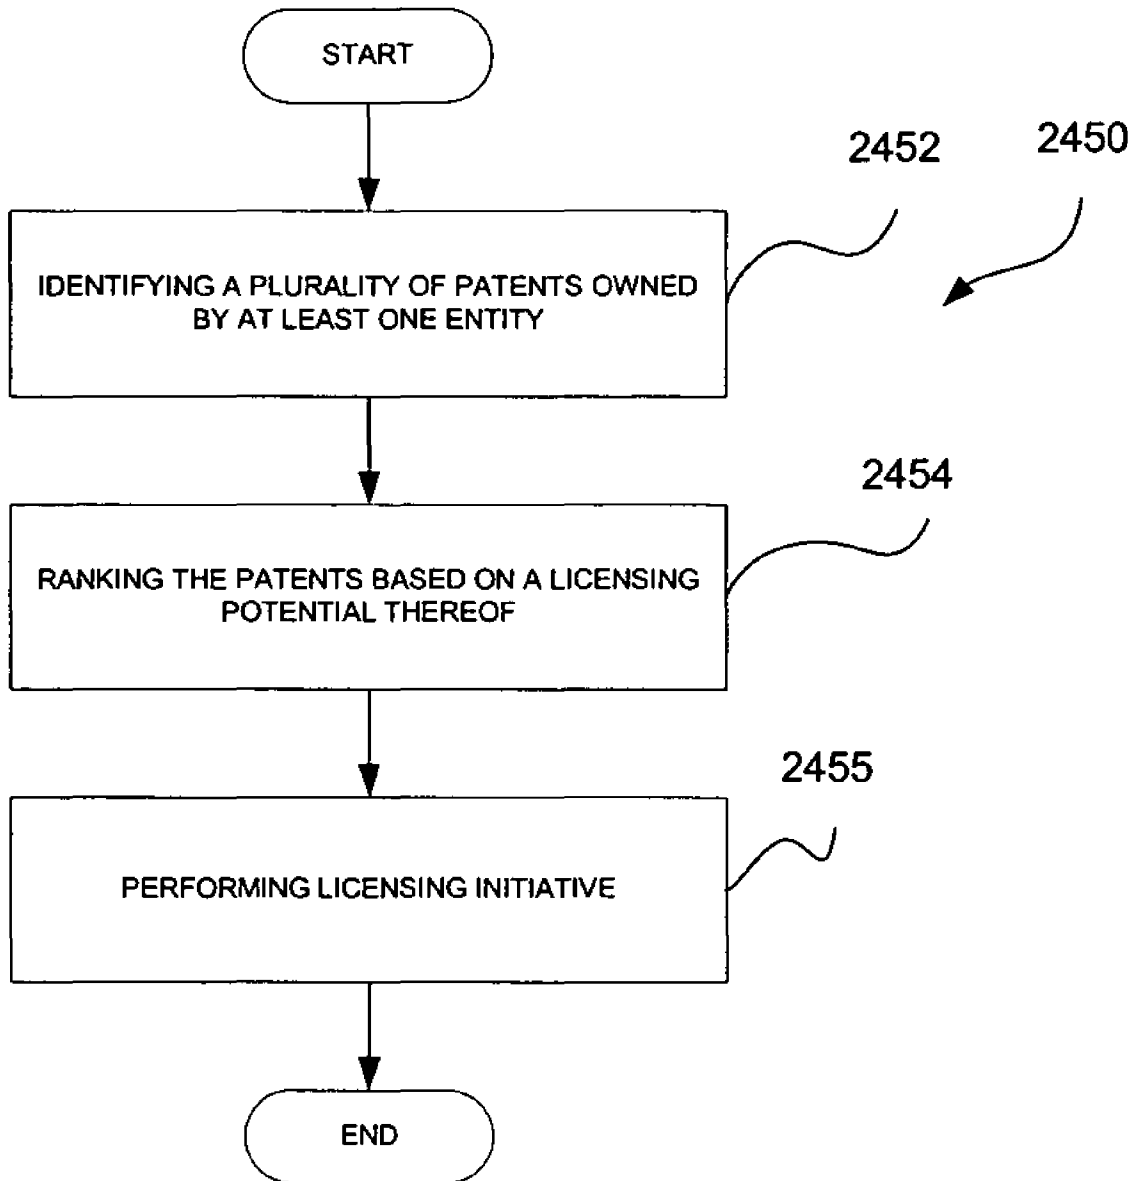 START
2452
2450
IDENTIFYING A PLURALITY OF PATENTS OWNED
BY AT LEAST ONE ENTITY
2454
RANKING THE PATENTS BASED ON A LICENSING
POTENTIAL THEREOF
2455
PERFORMING LICENSING INITIATIVE
END